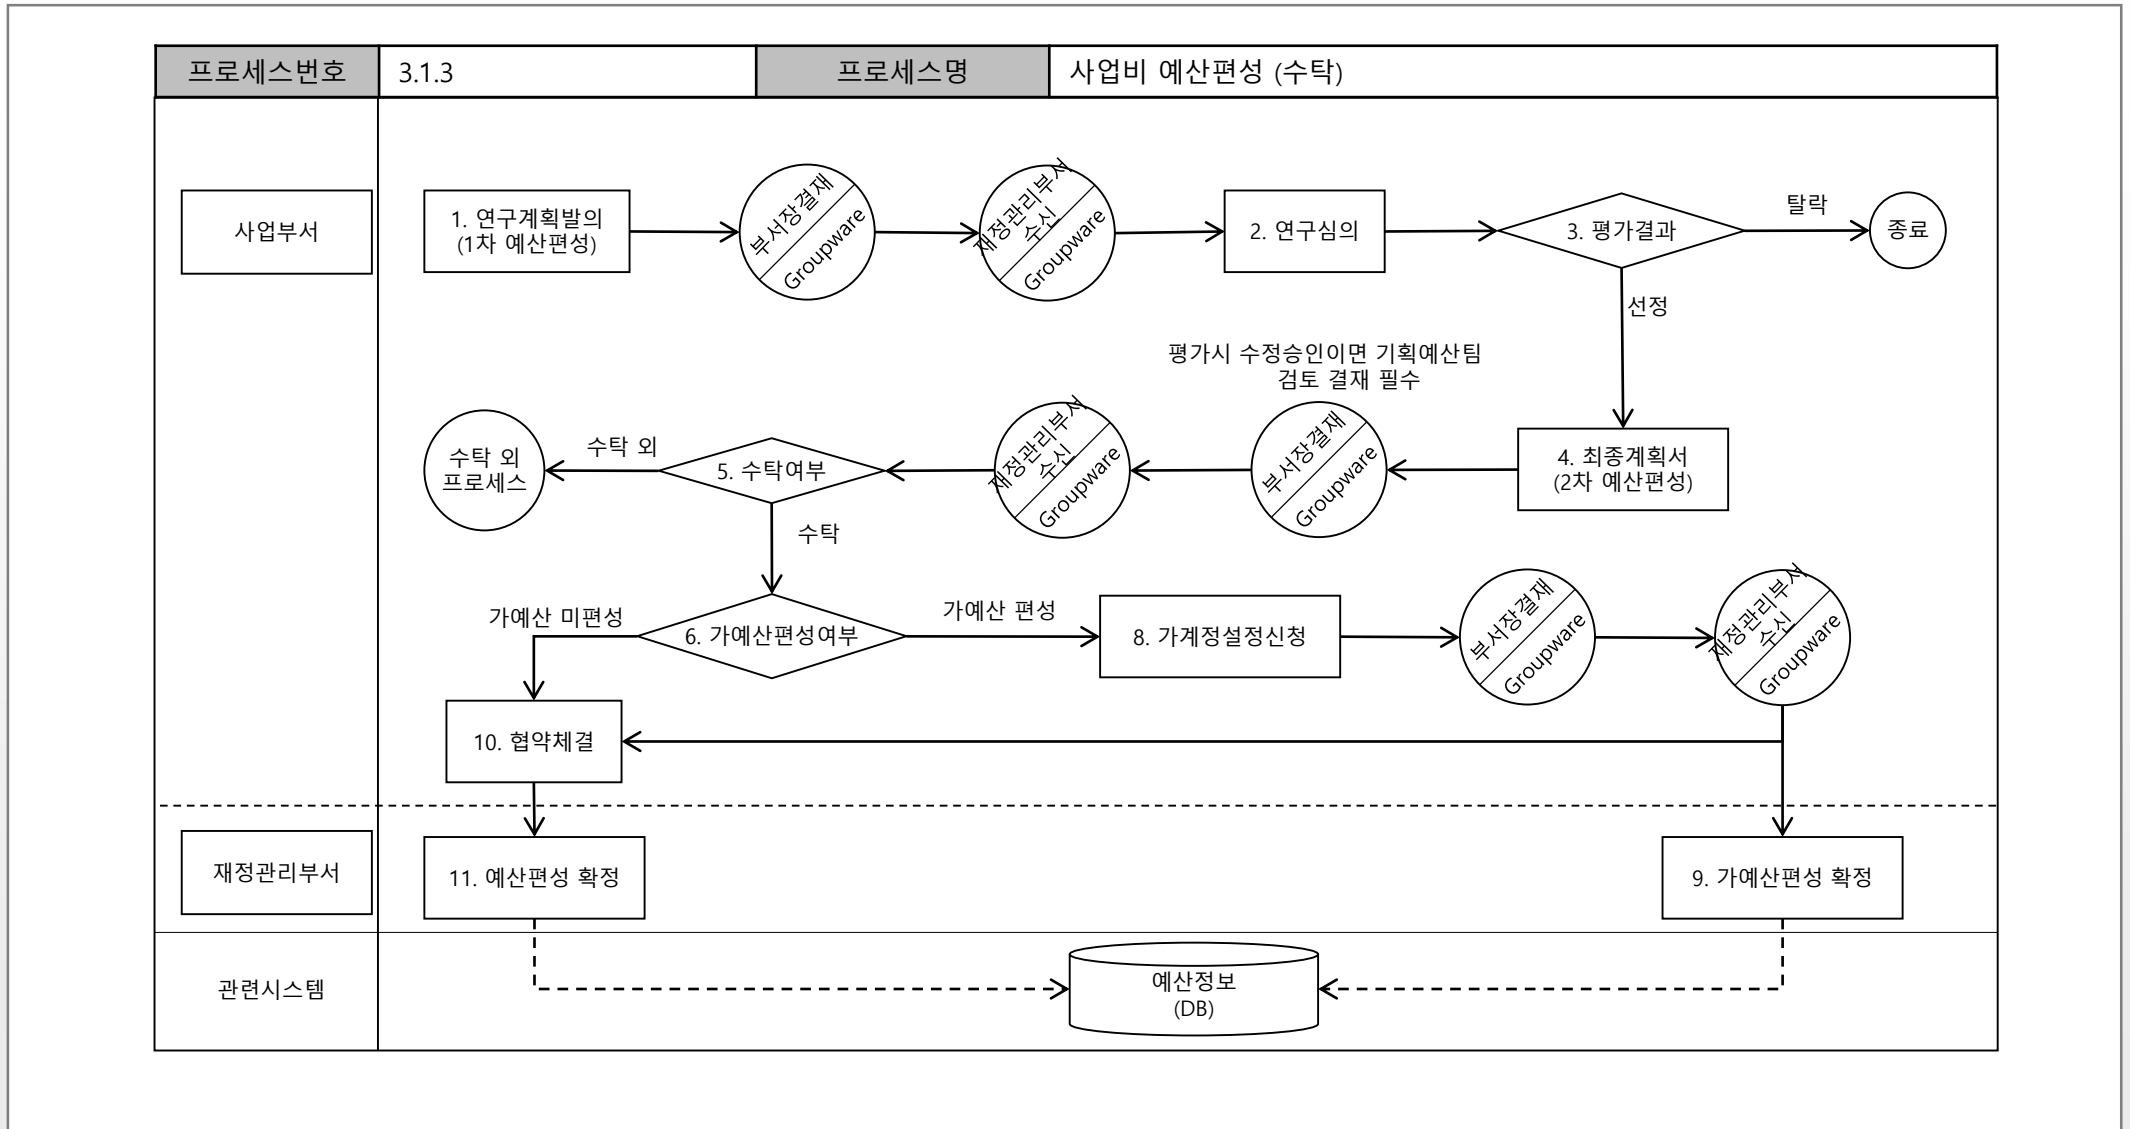 프로세스번호
3.1.3
프로세스명
사업비 예산편성 (수탁)
사업부서
1. 연구계획발의
(1차 예산편성)
부서장결재
Groupware
재정관리부서
수신
Groupware
2. 연구심의
3. 평가결과
탈락
종료
선정
평가시 수정승인이면 기획예산팀
검토 결재 필수
수탁 외
프로세스
수탁 외
5. 수탁여부
재정관리부서
수신
Groupware
부서장결재
Groupware
4. 최종계획서
(2차 예산편성)
수탁
가예산 미편성
6. 가예산편성여부
가예산 편성
8. 가계정설정신청
부서장결재
Groupware
재정관리부서
수신
Groupware
10. 협약체결
재정관리부서
11. 예산편성 확정
9. 가예산편성 확정
관련시스템
예산정보
(DB)